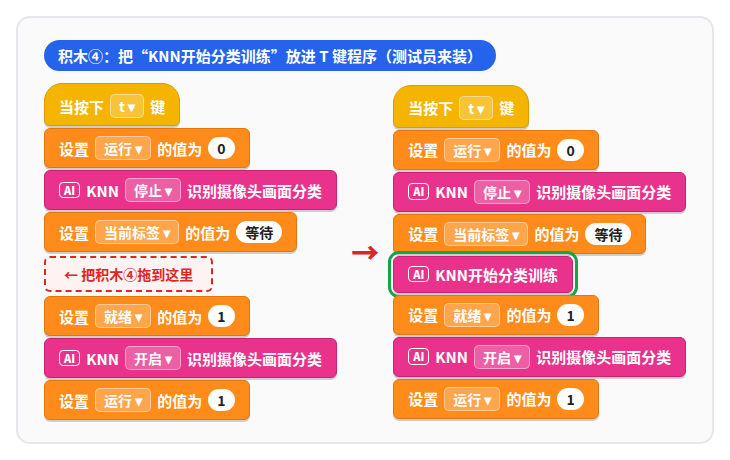 积木④：把“KNN开始分类训练”放进 T 键程序（测试员来装）
当按下 t▼ 键
设置 运行▼ 的值为 0
AI KNN 停止▼ 识别摄像头画面分类
设置 当前标签▼ 的值为 等待
←把积木④拖到这里
设置 就绪▼ 的值为 1
AI KNN 开启▼ 识别摄像头画面分类
设置 运行▼ 的值为 1
→
当按下 t▼ 键
设置 运行▼ 的值为 0
AI KNN 停止▼ 识别摄像头画面分类
设置 当前标签▼ 的值为 等待
AI KNN开始分类训练
设置 就绪▼ 的值为 1
AI KNN 开启▼ 识别摄像头画面分类
设置 运行▼ 的值为 1